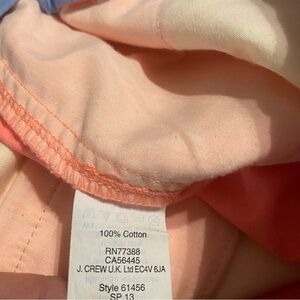 100% Cotton
RN77388
CA56445
J. CREW U.K. Ltd EC4V 6JA
Style 61456
SP 13